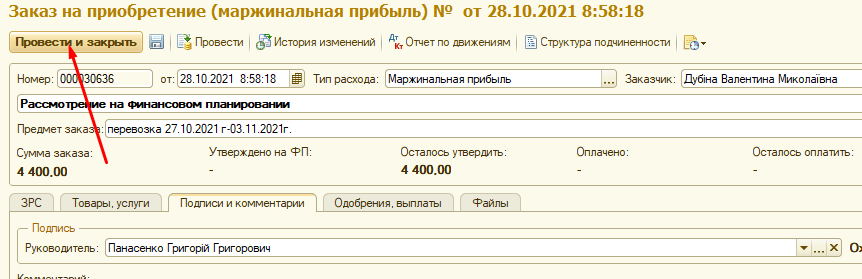 Заказ на приобретение (маржинальная прибыль) № от 28.10.2021 8:58:18
Провести и закрыть Провести История изменений Дт Кт Отчет по движениям Структура подчиненности
Номер: 000030636 от: 28.10.2021 8:58:18 Тип расхода: Маржинальная прибыль ... Заказчик: Дубіна Валентина Миколаївна
Рассмотрение на финансовом планировании
Предмет заказа: перевозка 27.10.2021 г-03.11.2021г.
Сумма заказа: Утверждено на ФП: Осталось утвердить: Оплачено: Осталось оплатить:
4 400,00 - 4 400,00 - -
ЗРС Товары, услуги Подписи и комментарии Одобрения, выплаты Файлы
Подпись
Руководитель: Панасенко Григорій Григорович ... X